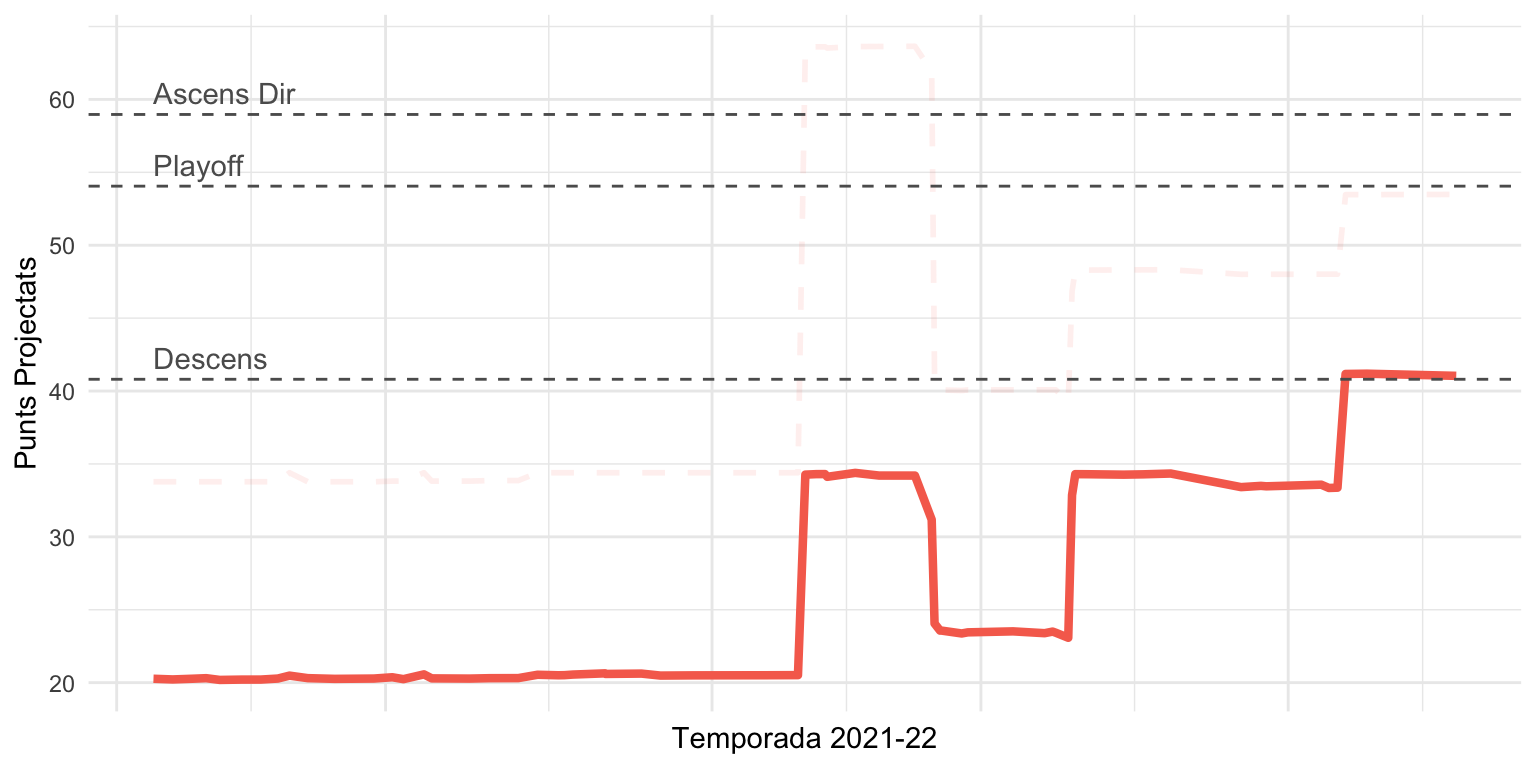 60
Ascens Dir
Playoff
50
Descens
40
30
20
Punts Projectats
Temporada 2021-22